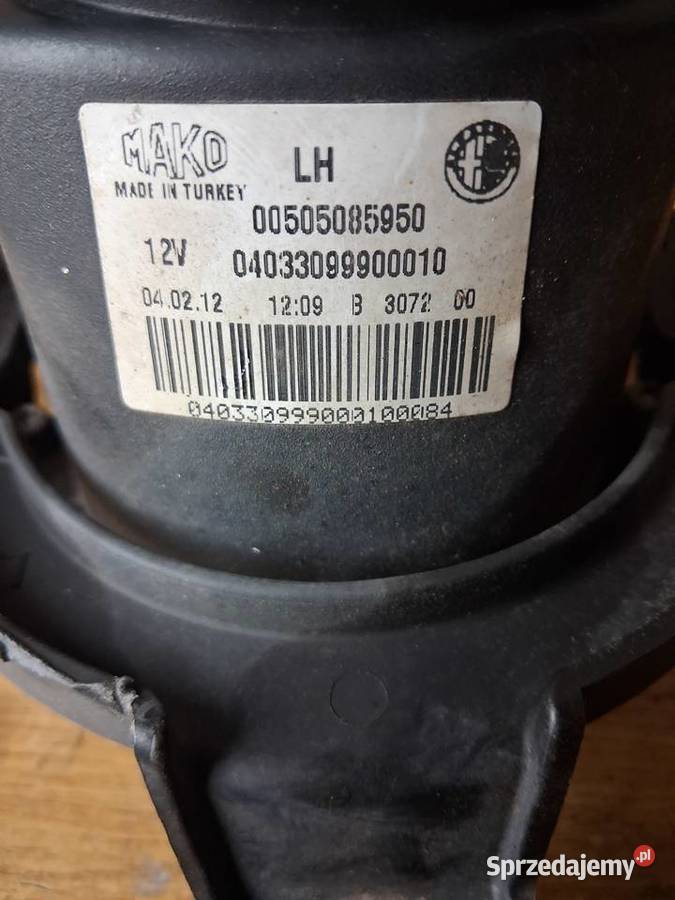 MAKO
LH
MADE IN TURKEY
00505085950
12V 04033099900010
04.02.12 12:09 B 3072 00
040330999000100084
Sprzedajemy.pl